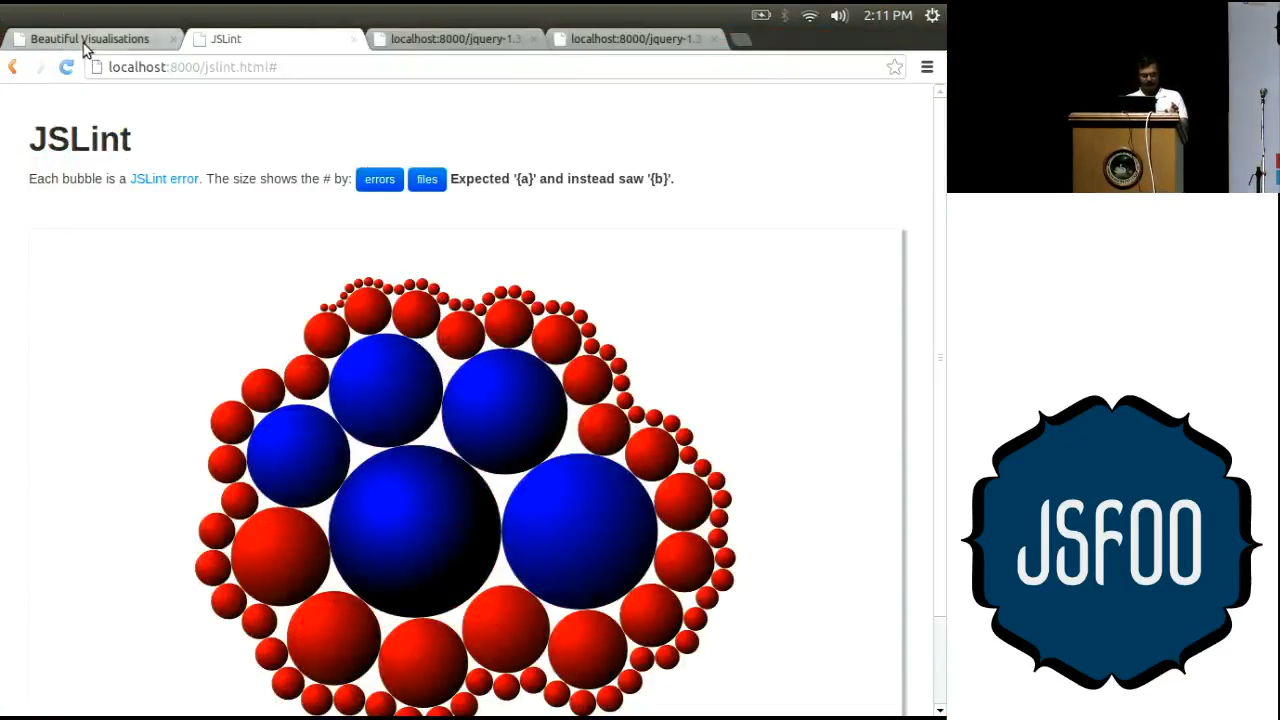 2:11 PM
Beautiful Visualisations
JSLint
localhost:8000/jquery-1.3
localhost:8000/jquery-1.3
localhost:8000/jslint.html#
JSLint
Each bubble is a JSLint error. The size shows the # by: errors files Expected '{a}' and instead saw '{b}'.
JSFOO